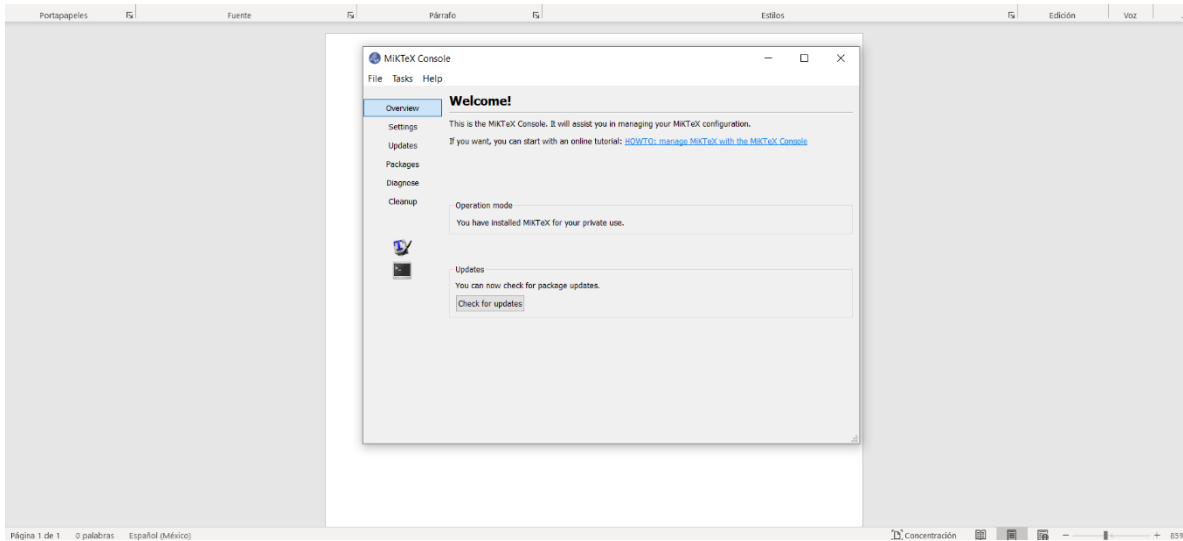 Portapapeles Fuente Párrafo Estilos Edición Voz
MiKTeX Console
File Tasks Help
Overview
Settings
Updates
Packages
Diagnose
Cleanup
Welcome!
This is the MiKTeX Console. It will assist you in managing your MiKTeX configuration.
If you want, you can start with an online tutorial: HOWTO: manage MiKTeX with the MiKTeX Console
Operation mode
You have installed MiKTeX for your private use.
Updates
You can now check for package updates.
Check for updates
Página 1 de 1 0 palabras Español (México) Concentración 85%